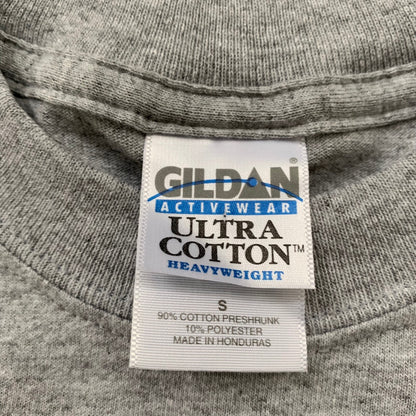 GILDAN®
ACTIVEWEAR
ULTRA
COTTON™
HEAVYWEIGHT
S
90% COTTON PRESHRUNK
10% POLYESTER
MADE IN HONDURAS